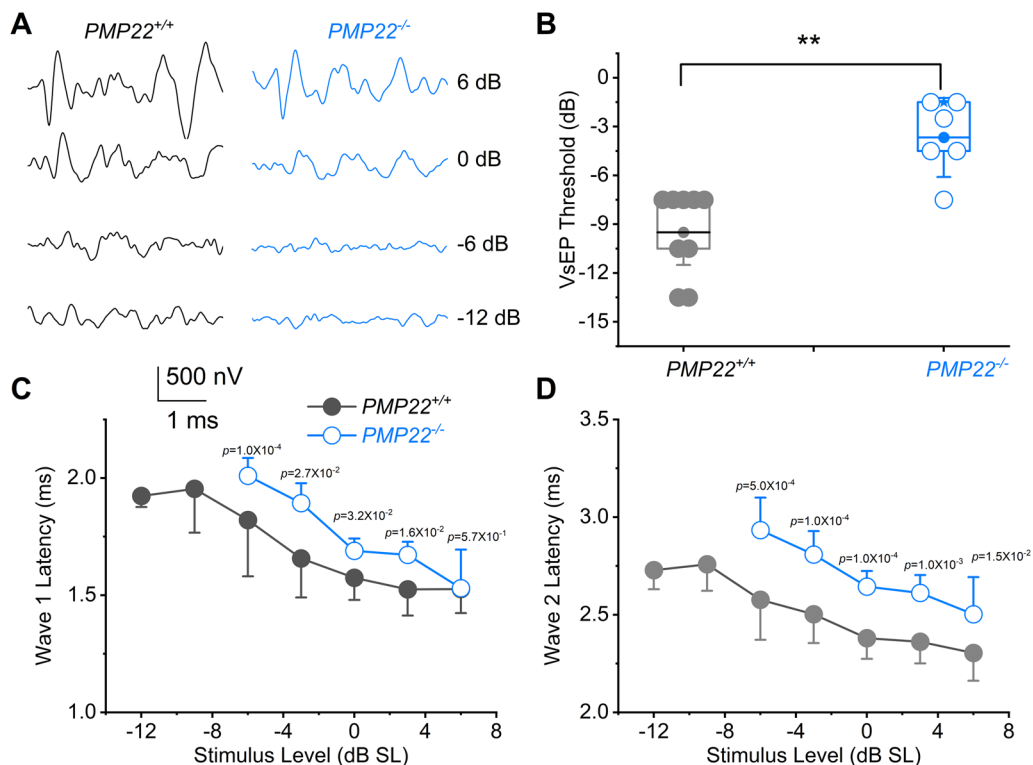 A
PMP22+/+
PMP22-/-
6 dB
0 dB
-6 dB
-12 dB
500 nV
1 ms
B
**
VsEP Threshold (dB)
0
-3
-6
-9
-12
-15
PMP22+/+
PMP22-/-
C
PMP22+/+
PMP22-/-
Wave 1 Latency (ms)
2.0
1.5
1.0
p=1.0X10-4
p=2.7X10-2
p=3.2X10-2
p=1.6X10-2
p=5.7X10-1
-12
-8
-4
0
4
8
Stimulus Level (dB SL)
D
Wave 2 Latency (ms)
3.5
3.0
2.5
2.0
p=5.0X10-4
p=1.0X10-4
p=1.0X10-4
p=1.0X10-3
p=1.5X10-2
-12
-8
-4
0
4
8
Stimulus Level (dB SL)